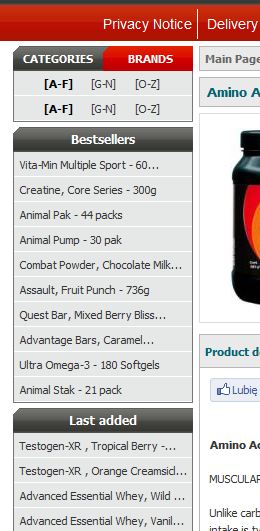 Privacy Notice Delivery
CATEGORIES BRANDS
[A-F] [G-N] [O-Z]
[A-F] [G-N] [O-Z]
Main Page
Amino A
Bestsellers
Vita-Min Multiple Sport - 60...
Creatine, Core Series - 300g
Animal Pak - 44 packs
Animal Pump - 30 pak
Combat Powder, Chocolate Milk...
Assault, Fruit Punch - 736g
Quest Bar, Mixed Berry Bliss...
Advantage Bars, Caramel...
Ultra Omega-3 - 180 Softgels
Animal Stak - 21 pack
Last added
Testogen-XR , Tropical Berry -...
Testogen-XR , Orange Creamsicl...
Advanced Essential Whey, Wild ...
Advanced Essential Whey, Vanil...
Product d
Lubię
Amino Ac
MUSCULAR
Unlike carb
intake is ty